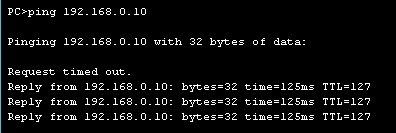 PC>ping 192.168.0.10
Pinging 192.168.0.10 with 32 bytes of data:
Request timed out.
Reply from 192.168.0.10: bytes=32 time=125ms TTL=127
Reply from 192.168.0.10: bytes=32 time=125ms TTL=127
Reply from 192.168.0.10: bytes=32 time=125ms TTL=127